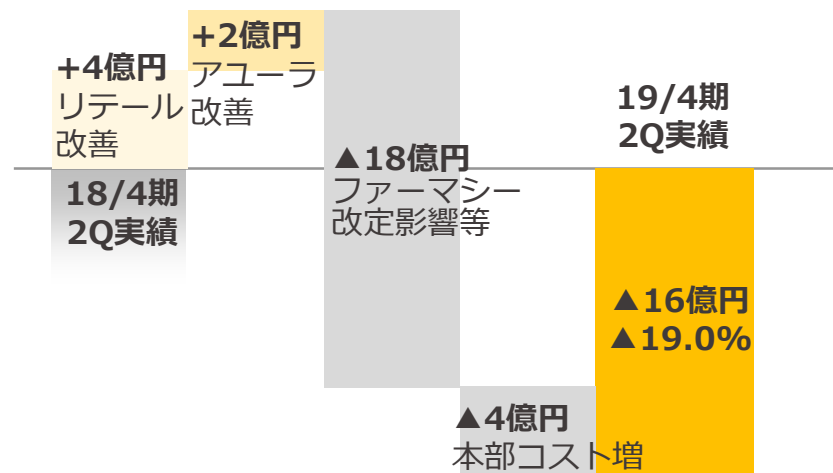 +4億円
リテール
改善
18/4期
2Q実績
+2億円
アユーラ
改善
▲18億円
ファーマシー
改定影響等
▲4億円
本部コスト増
19/4期
2Q実績
▲16億円
▲19.0%